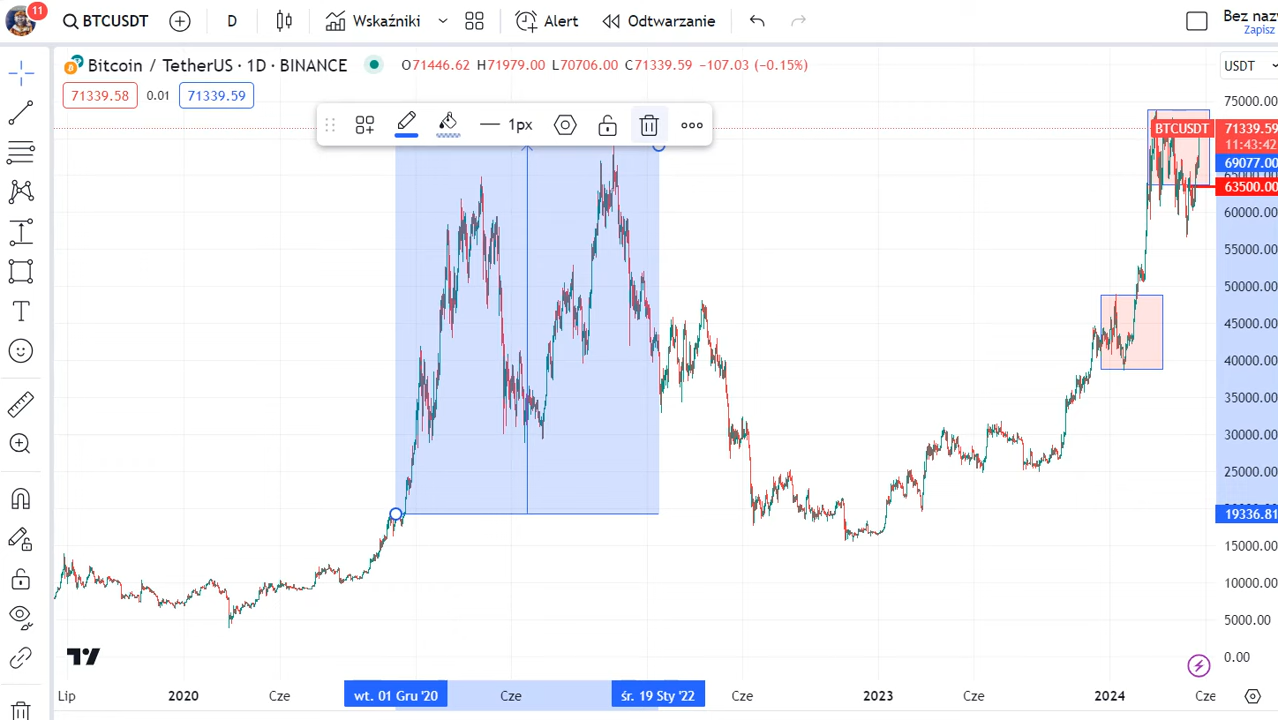 11
BTCUSDT
D
Wskaźniki
Alert
Odtwarzanie
Bez naz
Zapisz
Bitcoin / TetherUS · 1D · BINANCE
O71446.62 H71979.00 L70706.00 C71339.59 −107.03 (−0.15%)
USDT
71339.58
0.01
71339.59
1px
75000.00
BTCUSDT
71339.59
11:43:42
69077.00
63500.00
60000.00
55000.00
50000.00
45000.00
40000.00
35000.00
30000.00
25000.00
19336.81
15000.00
10000.00
5000.00
0.00
Lip
2020
Cze
wt. 01 Gru '20
Cze
śr. 19 Sty '22
Cze
2023
Cze
2024
Cze